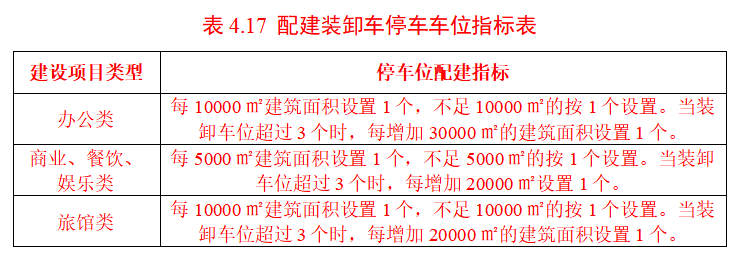 表 4.17 配建装卸车停车车位指标表
建设项目类型
停车位配建指标
办公类
每 10000 ㎡建筑面积设置 1 个，不足 10000 ㎡的按 1 个设置。当装
卸车位超过 3 个时，每增加 30000 ㎡的建筑面积设置 1 个。
商业、餐饮、
娱乐类
每 5000 ㎡建筑面积设置 1 个，不足 5000 ㎡的按 1 个设置。当装卸
车位超过 3 个时，每增加 20000 ㎡设置 1 个。
旅馆类
每 10000 ㎡建筑面积设置 1 个，不足 10000 ㎡的按 1 个设置。当装
卸车位超过 3 个时，每增加 20000 ㎡的建筑面积设置 1 个。